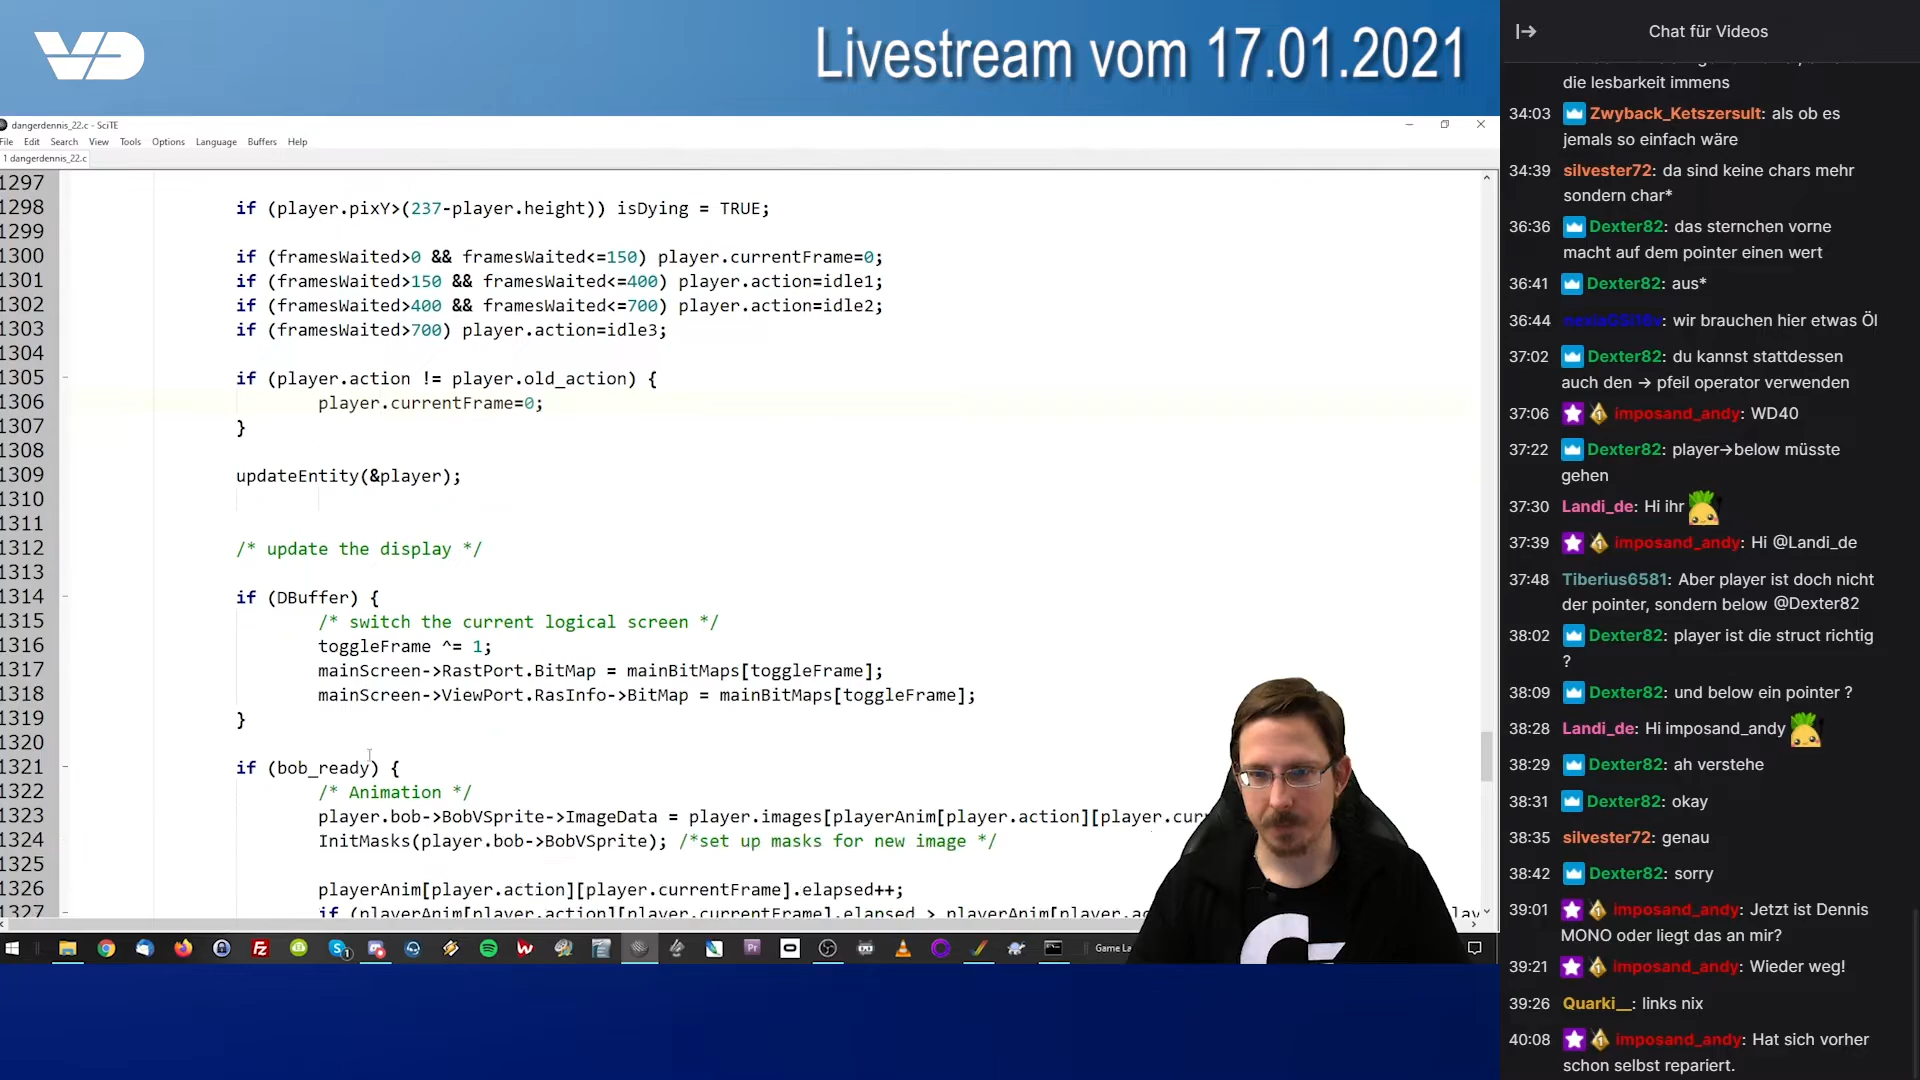 VD
Livestream vom 17.01.2021
dangerdennis_22.c - SciTE
File Edit Search View Tools Options Language Buffers Help
1 dangerdennis_22.c
1297
1298 if (player.pixY>(237-player.height)) isDying = TRUE;
1299
1300 if (framesWaited>0 && framesWaited<=150) player.currentFrame=0;
1301 if (framesWaited>150 && framesWaited<=400) player.action=idle1;
1302 if (framesWaited>400 && framesWaited<=700) player.action=idle2;
1303 if (framesWaited>700) player.action=idle3;
1304
1305 if (player.action != player.old_action) {
1306 player.currentFrame=0;
1307 }
1308
1309 updateEntity(&player);
1310
1311
1312 /* update the display */
1313
1314 if (DBuffer) {
1315 /* switch the current logical screen */
1316 toggleFrame ^= 1;
1317 mainScreen->RastPort.BitMap = mainBitMaps[toggleFrame];
1318 mainScreen->ViewPort.RasInfo->BitMap = mainBitMaps[toggleFrame];
1319 }
1320
1321 if (bob_ready) {
1322 /* Animation */
1323 player.bob->BobVSprite->ImageData = player.images[playerAnim[player.action][player.curr
1324 InitMasks(player.bob->BobVSprite); /*set up masks for new image */
1325
1326 playerAnim[player.action][player.currentFrame].elapsed++;
1327 if (playerAnim[player.action][player.currentFrame].elapsed > playerAnim[player.ac
Game La
Chat für Videos
die lesbarkeit immens
34:03 Zwyback_Ketszersult: als ob es
jemals so einfach wäre
34:39 silvester72: da sind keine chars mehr
sondern char*
36:36 Dexter82: das sternchen vorne
macht auf dem pointer einen wert
36:41 Dexter82: aus*
36:44 : wir brauchen hier etwas Öl
37:02 Dexter82: du kannst stattdessen
auch den → pfeil operator verwenden
37:06 imposand_andy: WD40
37:22 Dexter82: player→below müsste
gehen
37:30 Landi_de: Hi ihr
37:39 imposand_andy: Hi @Landi_de
37:48 Tiberius6581: Aber player ist doch nicht
der pointer, sondern below @Dexter82
38:02 Dexter82: player ist die struct richtig
?
38:09 Dexter82: und below ein pointer ?
38:28 Landi_de: Hi imposand_andy
38:29 Dexter82: ah verstehe
38:31 Dexter82: okay
38:35 silvester72: genau
38:42 Dexter82: sorry
39:01 imposand_andy: Jetzt ist Dennis
MONO oder liegt das an mir?
39:21 imposand_andy: Wieder weg!
39:26 Quarki__: links nix
40:08 imposand_andy: Hat sich vorher
schon selbst repariert.